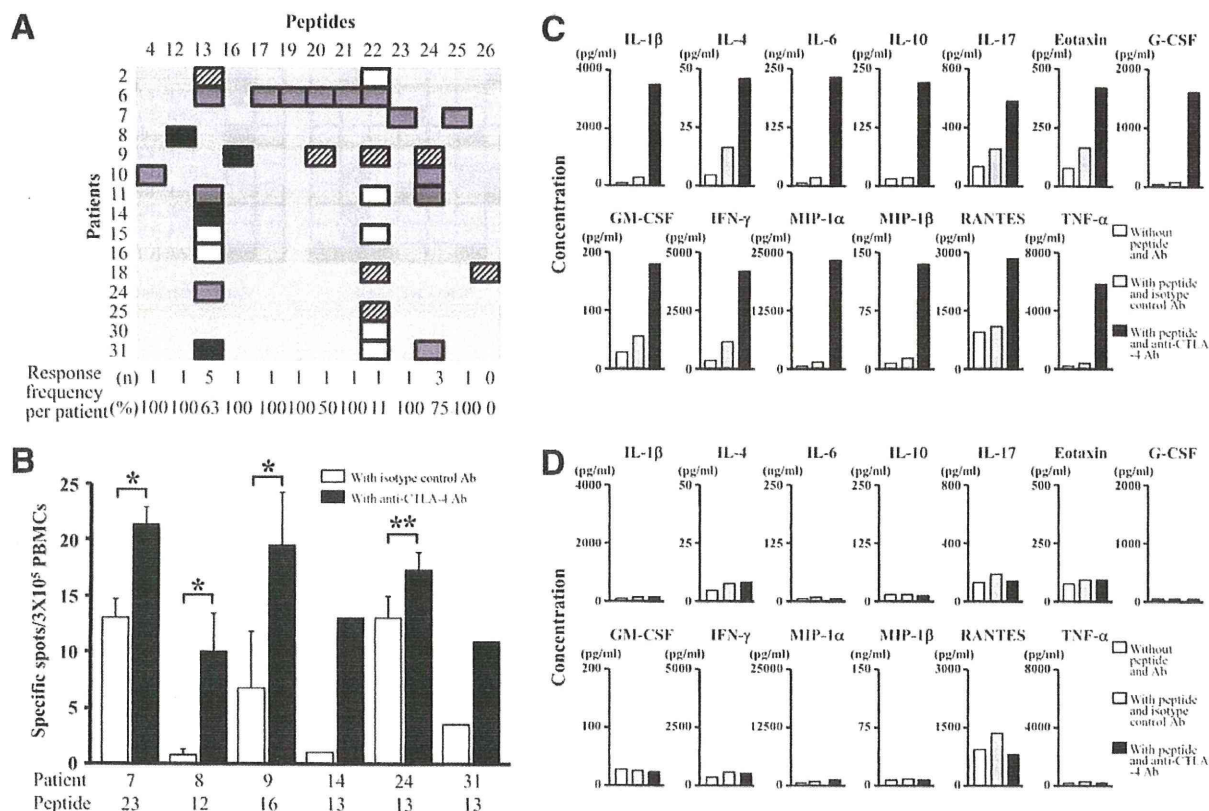 A
Peptides
4 12 13 16 17 19 20 21 22 23 24 25 26
Patients
2
6
7
8
9
10
11
14
15
16
18
24
25
30
31
Response frequency per patient
(n) 1 1 5 1 1 1 1 1 1 1 3 1 0
(%) 100 100 63 100 100 100 50 100 11 100 75 100 0
B
With isotype control Ab
With anti-CTLA-4 Ab
Specific spots/3X10⁵ PBMCs
25
20
15
10
5
0
* * * **
Patient 7 8 9 14 24 31
Peptide 23 12 16 13 13 13
C
Concentration
IL-1β IL-4 IL-6 IL-10 IL-17 Eotaxin G-CSF
(pg/ml) (pg/ml) (pg/ml) (pg/ml) (pg/ml) (pg/ml) (pg/ml)
4000 50 250 250 800 500 2000
2000 25 125 125 400 250 1000
0 0 0 0 0 0 0
GM-CSF IFN-γ MIP-1α MIP-1β RANTES TNF-α
(pg/ml) (pg/ml) (pg/ml) (ng/ml) (pg/ml) (pg/ml)
200 5000 25000 150 3000 8000
100 2500 12500 75 1500 4000
0 0 0 0 0 0
Without peptide and Ab
With peptide and isotype control Ab
With peptide and anti-CTLA-4 Ab
D
Concentration
IL-1β IL-4 IL-6 IL-10 IL-17 Eotaxin G-CSF
(pg/ml) (pg/ml) (pg/ml) (pg/ml) (pg/ml) (pg/ml) (pg/ml)
4000 50 250 250 800 500 2000
2000 25 125 125 400 250 1000
0 0 0 0 0 0 0
GM-CSF IFN-γ MIP-1α MIP-1β RANTES TNF-α
(pg/ml) (pg/ml) (pg/ml) (ng/ml) (pg/ml) (pg/ml)
200 5000 25000 150 3000 8000
100 2500 12500 75 1500 4000
0 0 0 0 0 0
Without peptide and Ab
With peptide and isotype control Ab
With peptide and anti-CTLA-4 Ab